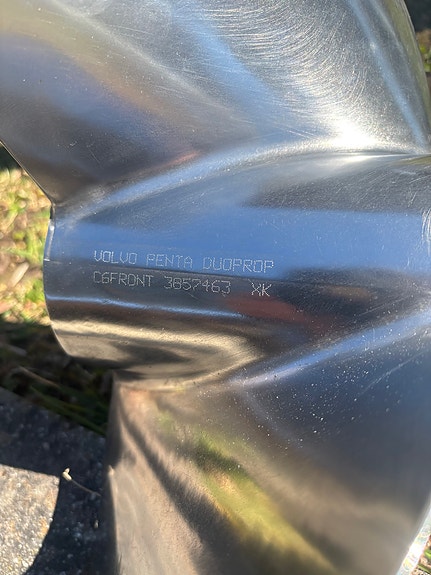 VOLVO PENTA DUOPROP
C6FRONT 3857463 XK